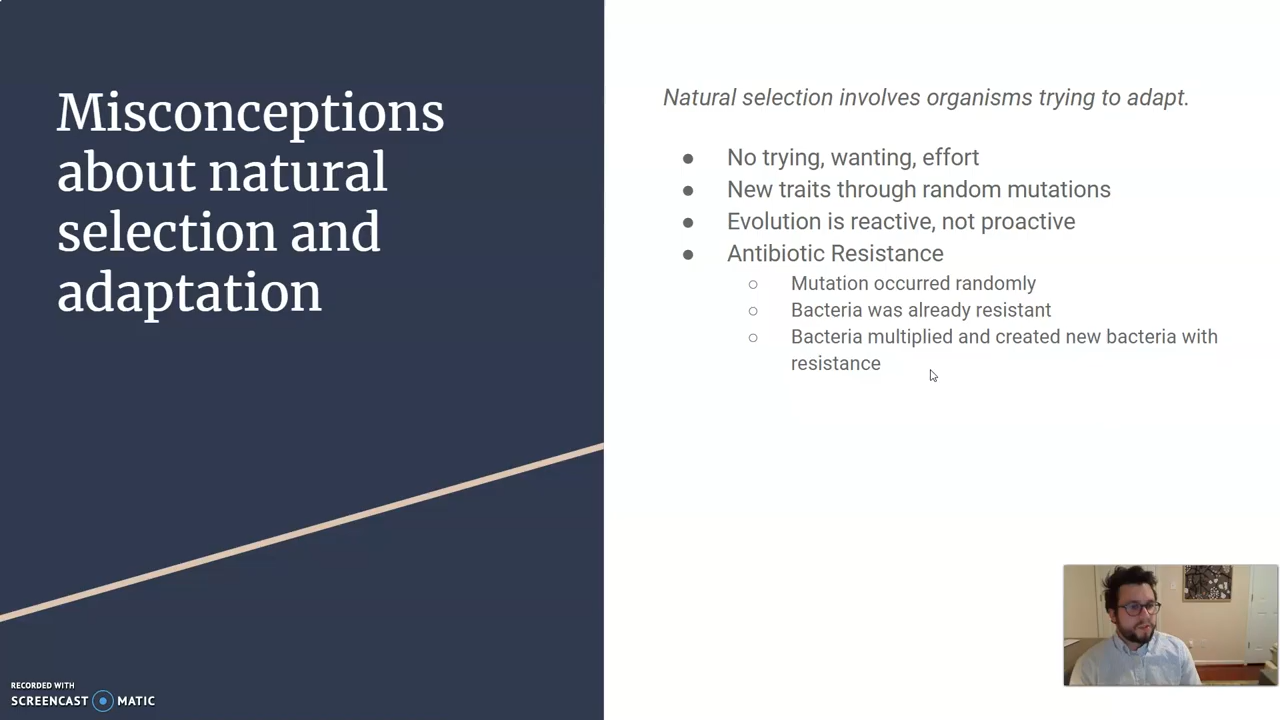 Misconceptions
about natural
selection and
adaptation
Natural selection involves organisms trying to adapt.
● No trying, wanting, effort
● New traits through random mutations
● Evolution is reactive, not proactive
● Antibiotic Resistance
○ Mutation occurred randomly
○ Bacteria was already resistant
○ Bacteria multiplied and created new bacteria with
resistance
RECORDED WITH
SCREENCAST MATIC